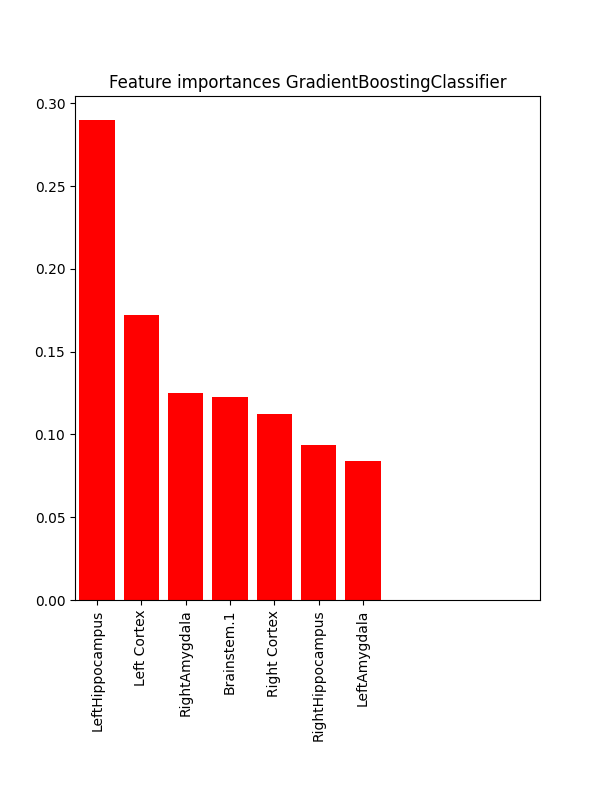 Feature importances GradientBoostingClassifier
0.30
0.25
0.20
0.15
0.10
0.05
0.00
LeftHippocampus
Left Cortex
RightAmygdala
Brainstem.1
Right Cortex
RightHippocampus
LeftAmygdala